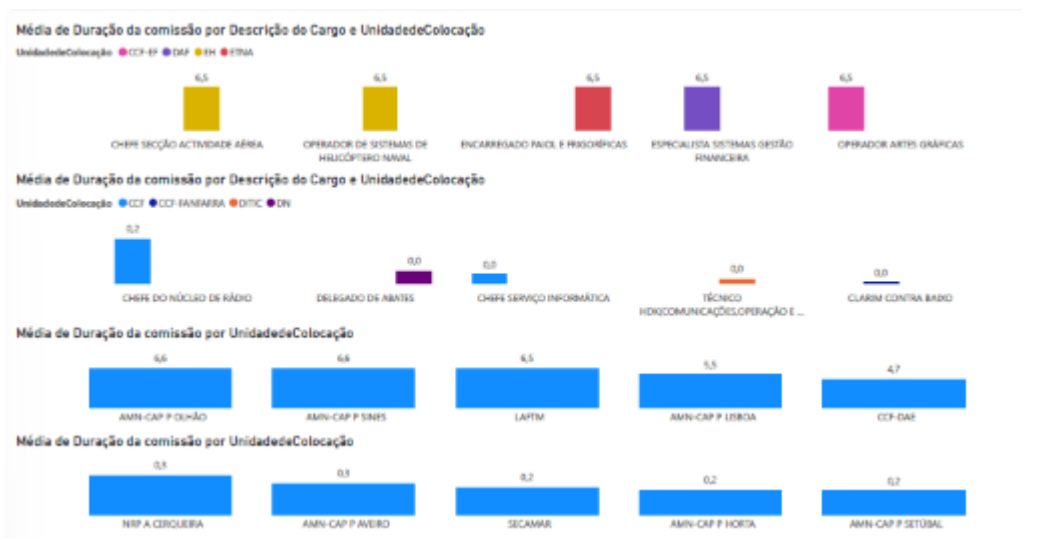 Média de Duração da comissão por Descrição do Cargo e UnidadedeColocação
UnidadedeColocação CCF-EF DAF EH ETNA
6,5 6,5 6,5 6,5 6,5
CHEFE SECÇÃO ACTIVIDADE AÉREA OPERADOR DE SISTEMAS DE ENCARREGADO PAIOL E FRIGORÍFICAS ESPECIALISTA SISTEMAS GESTÃO OPERADOR ARTES GRÁFICAS
HELICÓPTERO NAVAL FINANCEIRA
Média de Duração da comissão por Descrição do Cargo e UnidadedeColocação
UnidadedeColocação CCF CCF-FANFARRA DITIC DN
0,2 0,0 0,0 0,0 0,0
CHEFE DO NÚCLEO DE RÁDIO DELEGADO DE ABATES CHEFE SERVIÇO INFORMÁTICA TÉCNICO CLARIM CONTRA BAIXO
HDK(COMUNICAÇÕES,OPERAÇÃO E ...
Média de Duração da comissão por UnidadedeColocação
6,6 6,6 6,5 5,5 4,7
AMN-CAP P OLHÃO AMN-CAP P SINES LAFTM AMN-CAP P LISBOA CCF-DAE
Média de Duração da comissão por UnidadedeColocação
0,3 0,3 0,2 0,2 0,2
NRP A CERQUEIRA AMN-CAP P AVEIRO SECAMAR AMN-CAP P HORTA AMN-CAP P SETÚBAL